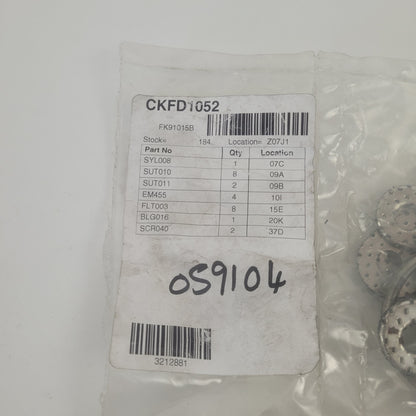 CKFD1052
FK91015B
Stock= 184 Location= Z07J1
Part No Qty Location
SYL008 1 07C
SUT010 8 09A
SUT011 2 09B
EM455 4 10I
FLT003 8 15E
BLG016 1 20K
SCR040 2 37D
OS9104
3212881